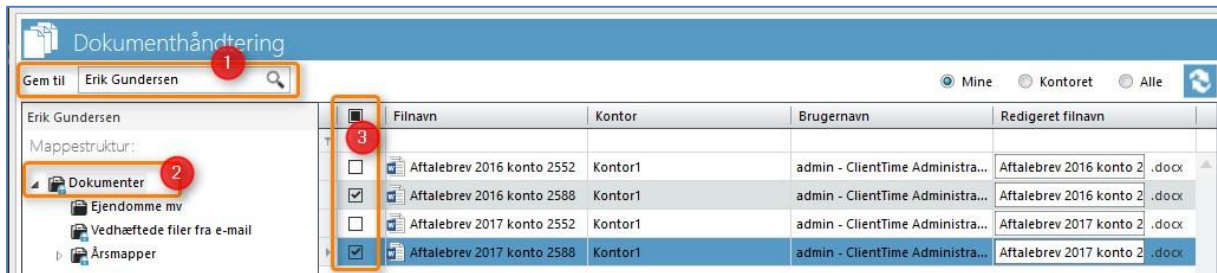 Dokumenthåndtering
1
Gem til Erik Gundersen
Mine Kontoret Alle
Erik Gundersen
Mappestruktur:
2
Dokumenter
Ejendomme mv
Vedhæftede filer fra e-mail
Årsmapper
3
Filnavn Kontor Brugernavn Redigeret filnavn
Aftalebrev 2016 konto 2552 Kontor1 admin - ClientTime Administra... Aftalebrev 2016 konto 2 .docx
Aftalebrev 2016 konto 2588 Kontor1 admin - ClientTime Administra... Aftalebrev 2016 konto 2 .docx
Aftalebrev 2017 konto 2552 Kontor1 admin - ClientTime Administra... Aftalebrev 2017 konto 2 .docx
Aftalebrev 2017 konto 2588 Kontor1 admin - ClientTime Administra... Aftalebrev 2017 konto 2 .docx